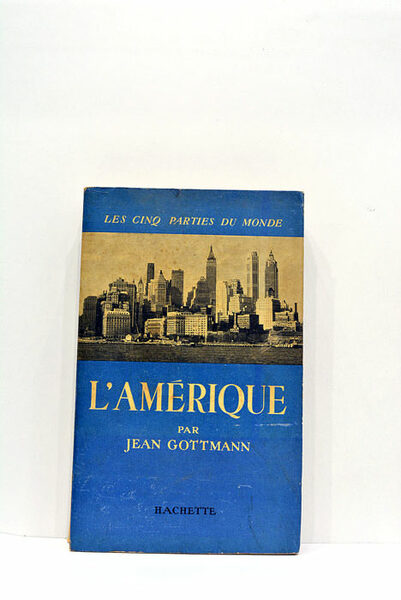 LES CINQ PARTIES DU MONDE
L'AMÉRIQUE
PAR
JEAN GOTTMANN
HACHETTE